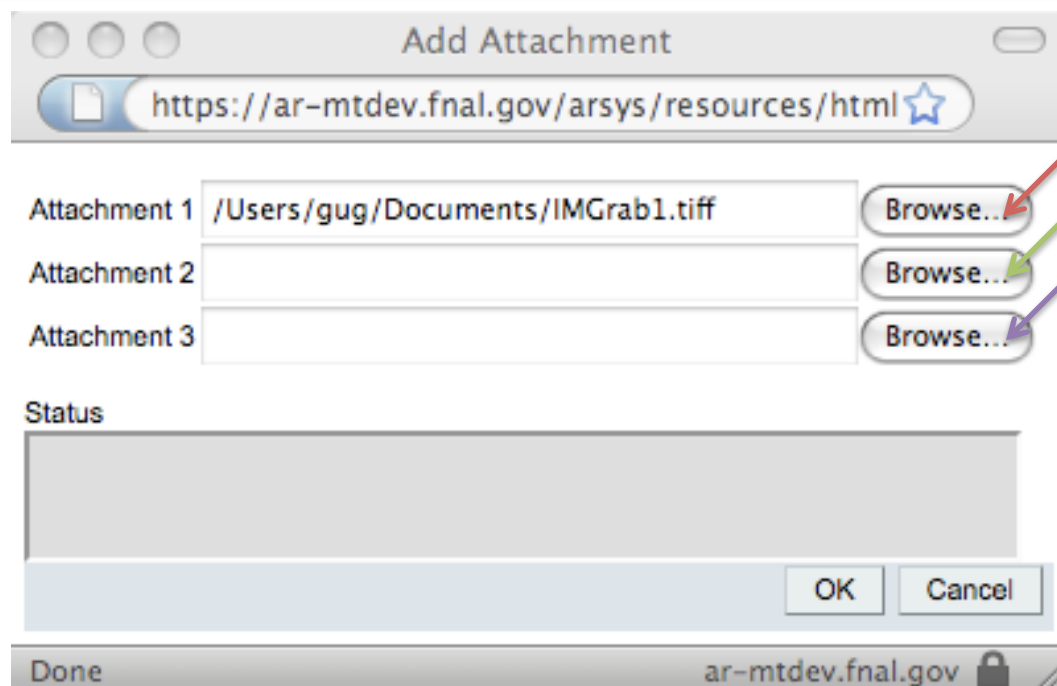 Add Attachment
https://ar-mtdev.fnal.gov/arsys/resources/html
Attachment 1 /Users/gug/Documents/IMGrab1.tiff Browse...
Attachment 2 Browse...
Attachment 3 Browse...
Status
OK Cancel
Done ar-mtdev.fnal.gov